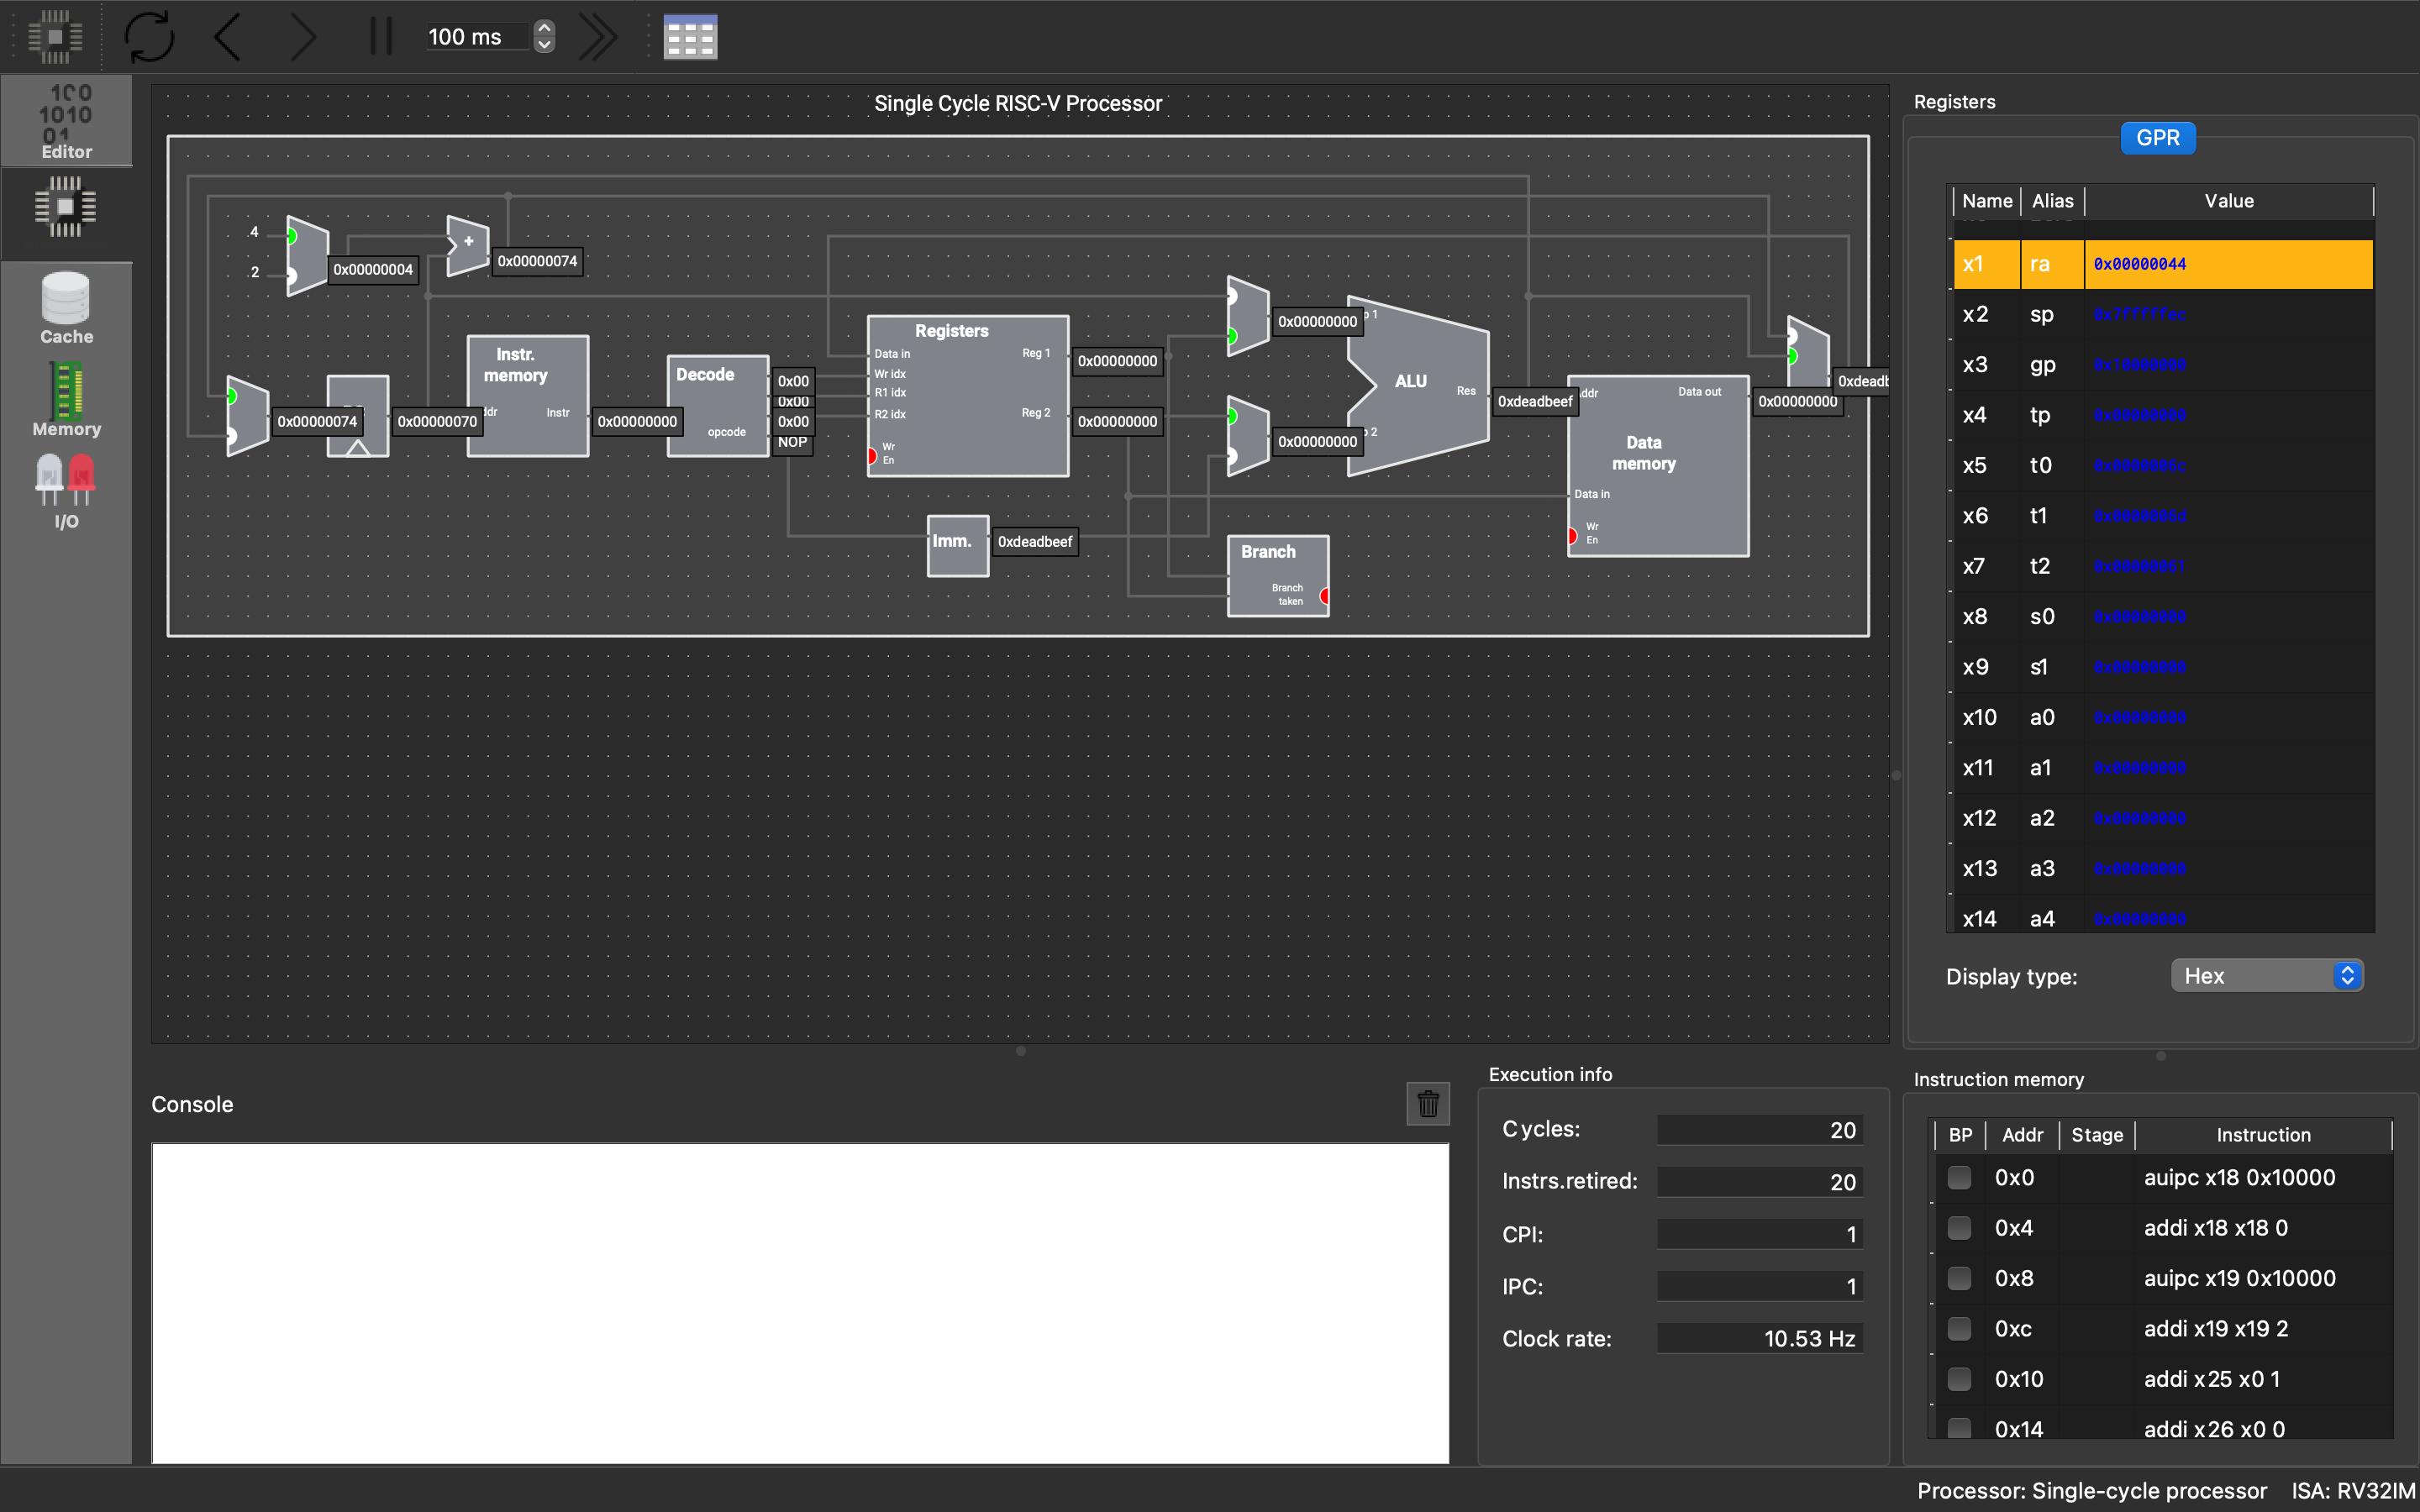 100 ms
Editor
Cache
Memory
I/O
Single Cycle RISC-V Processor
4
2
0x00000004
+
0x00000074
0x00000074
0x00000070
Instr.
memory
Instr
0x00000000
Decode
opcode
0x00
0x00
0x00
NOP
Registers
Data in
Wr idx
R1 idx
R2 idx
Wr
En
Reg 1
Reg 2
0x00000000
0x00000000
Imm.
0xdeadbeef
0x00000000
0x00000000
ALU
Res
0xdeadbeef
Branch
Branch
taken
Data
memory
Data out
Data in
Wr
En
0x00000000
Registers
GPR
Name Alias Value
x1 ra 0x00000044
x2 sp 0x7fffffec
x3 gp 0x10000000
x4 tp 0x00000000
x5 t0 0x0000006c
x6 t1 0x0000006d
x7 t2 0x00000061
x8 s0 0x00000000
x9 s1 0x00000000
x10 a0 0x00000000
x11 a1 0x00000000
x12 a2 0x00000000
x13 a3 0x00000000
x14 a4 0x00000000
Display type: Hex
Console
Execution info
Cycles: 20
Instrs.retired: 20
CPI: 1
IPC: 1
Clock rate: 10.53 Hz
Instruction memory
BP Addr Stage Instruction
0x0 auipc x18 0x10000
0x4 addi x18 x18 0
0x8 auipc x19 0x10000
0xc addi x19 x19 2
0x10 addi x25 x0 1
0x14 addi x26 x0 0
Processor: Single-cycle processor ISA: RV32IM